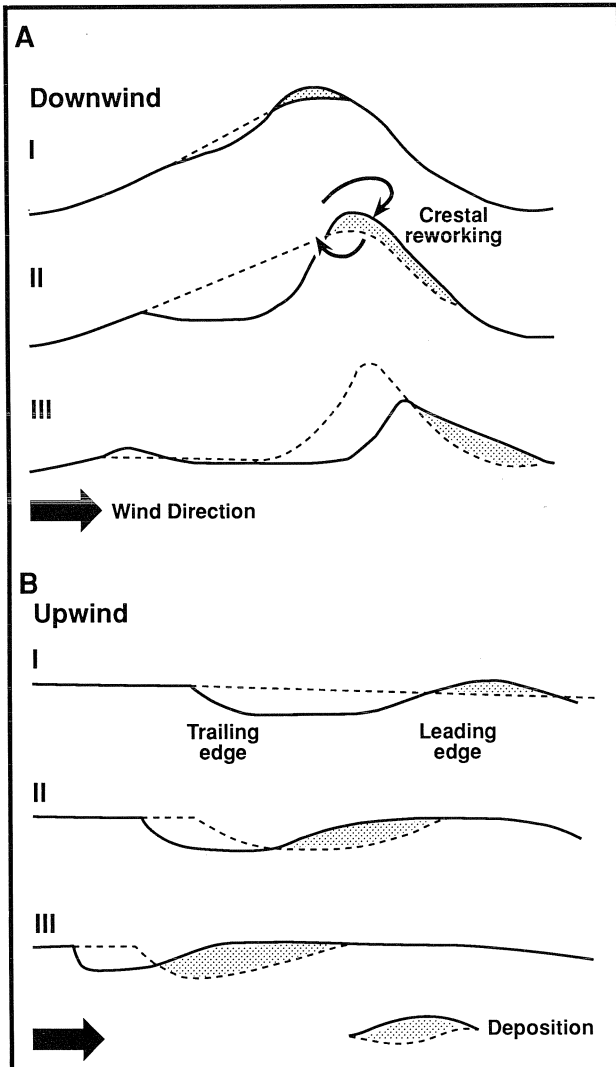 A
Downwind
I
Crestal
reworking
II
III
Wind Direction
B
Upwind
I
Trailing
edge
Leading
edge
II
III
Deposition